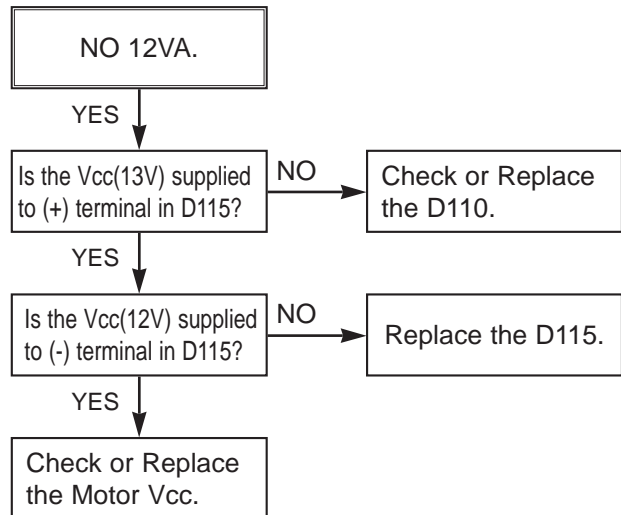 NO 12VA.
YES
Is the Vcc(13V) supplied
to (+) terminal in D115?
NO
Check or Replace
the D110.
YES
Is the Vcc(12V) supplied
to (-) terminal in D115?
NO
Replace the D115.
YES
Check or Replace
the Motor Vcc.